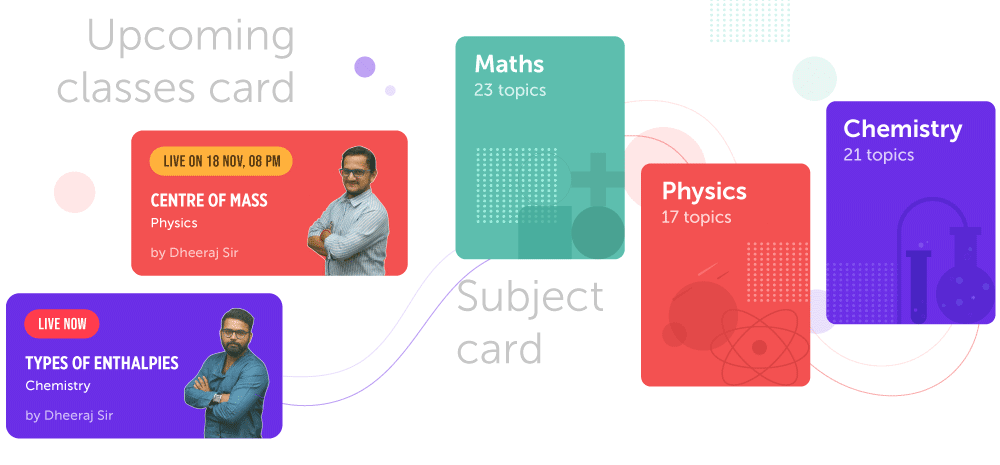 Upcoming
classes card
LIVE ON 18 NOV, 08 PM
CENTRE OF MASS
Physics
by Dheeraj Sir
LIVE NOW
TYPES OF ENTHALPIES
Chemistry
by Dheeraj Sir
Maths
23 topics
Subject
card
Physics
17 topics
Chemistry
21 topics